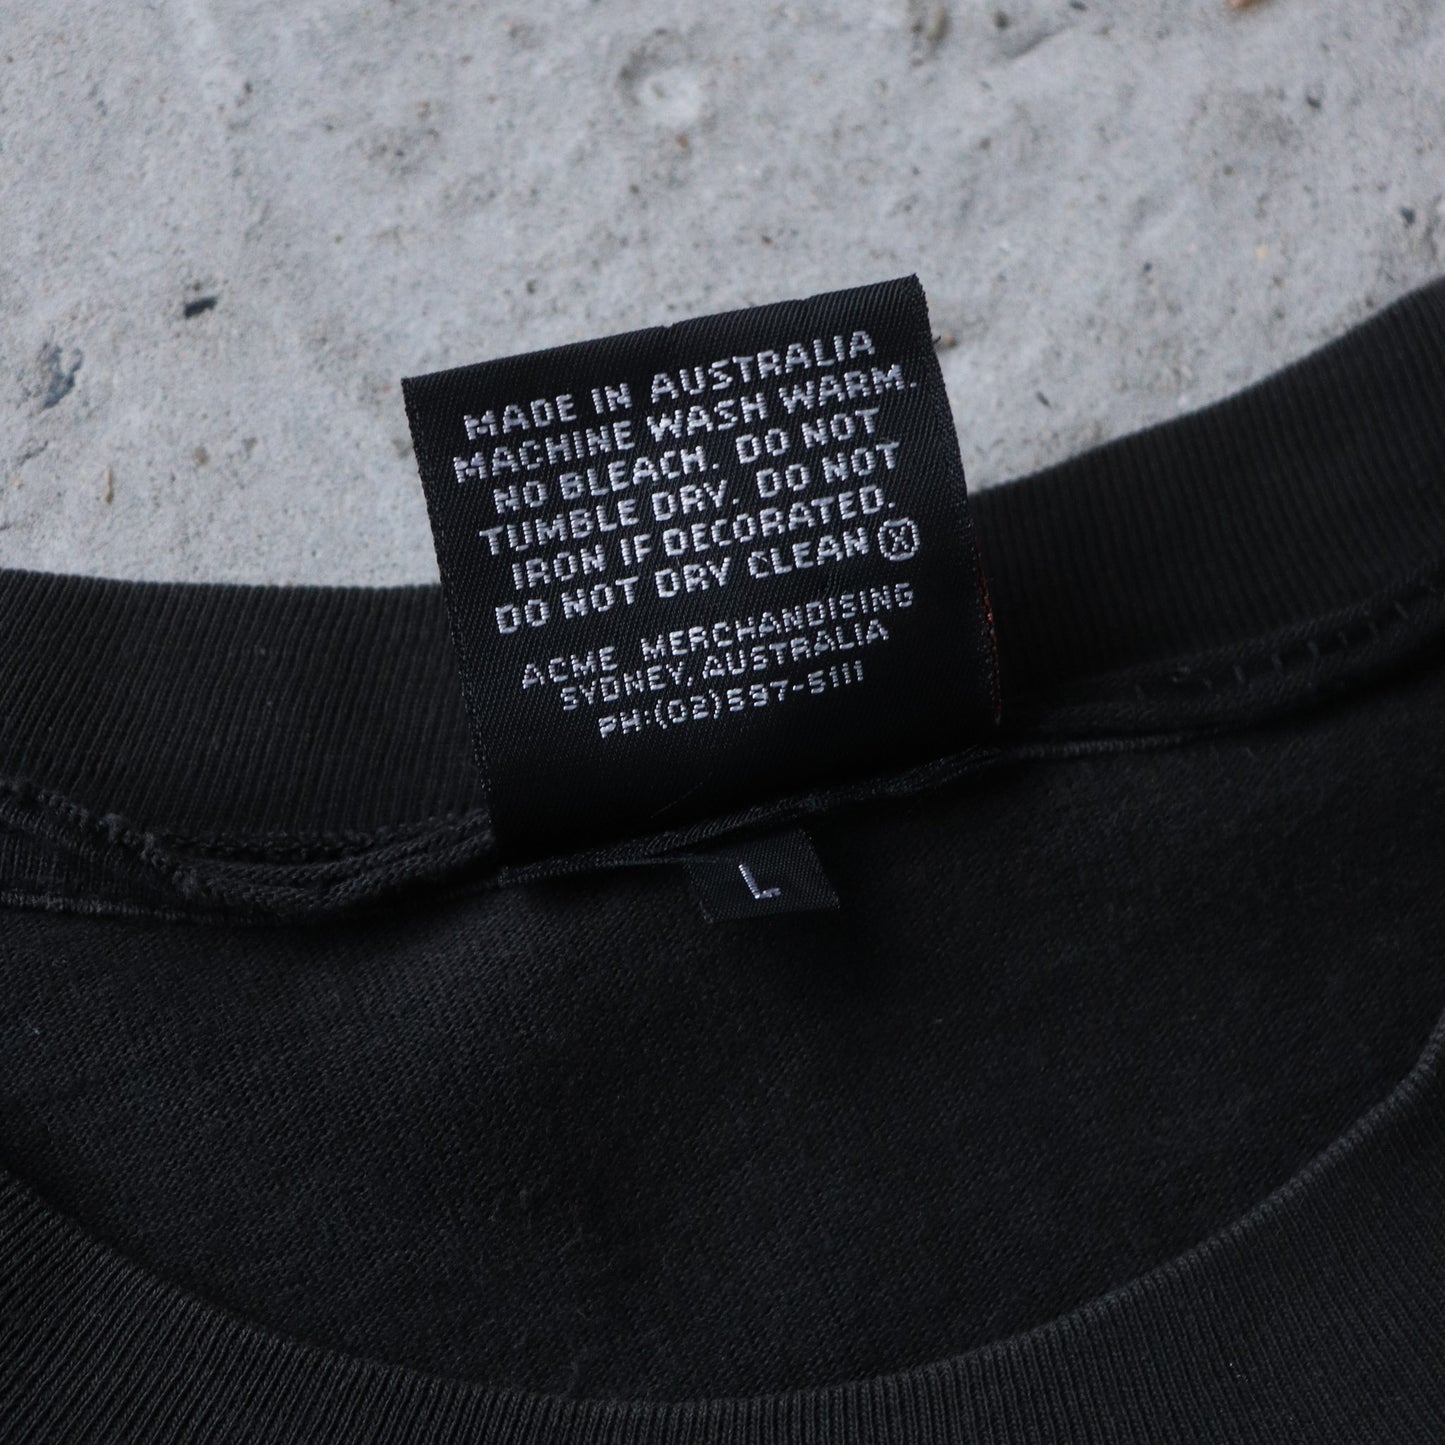 MADE IN AUSTRALIA
MACHINE WASH WARM.
NO BLEACH. DO NOT
TUMBLE DRY. DO NOT
IRON IF DECORATED.
DO NOT DRY CLEAN
ACME MERCHANDISING
SYDNEY, AUSTRALIA
PH:(02)597-5111
L